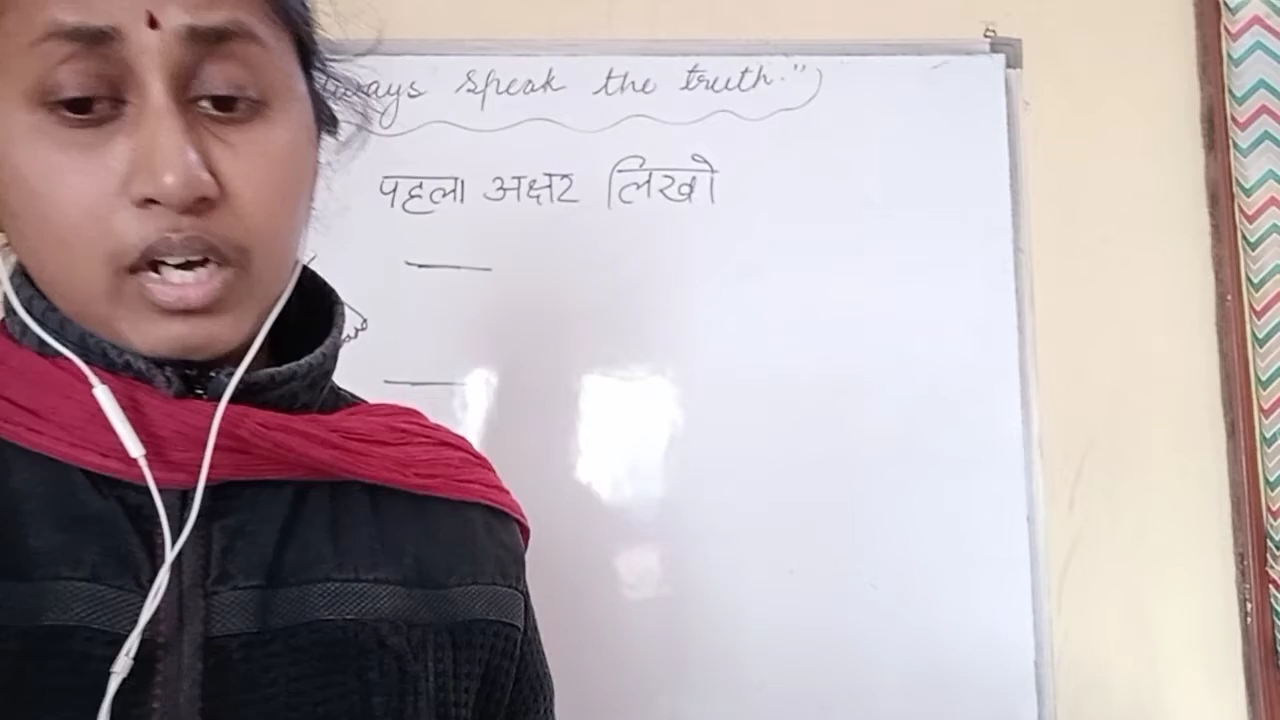 speak the truth."
पहला अक्षर लिखो